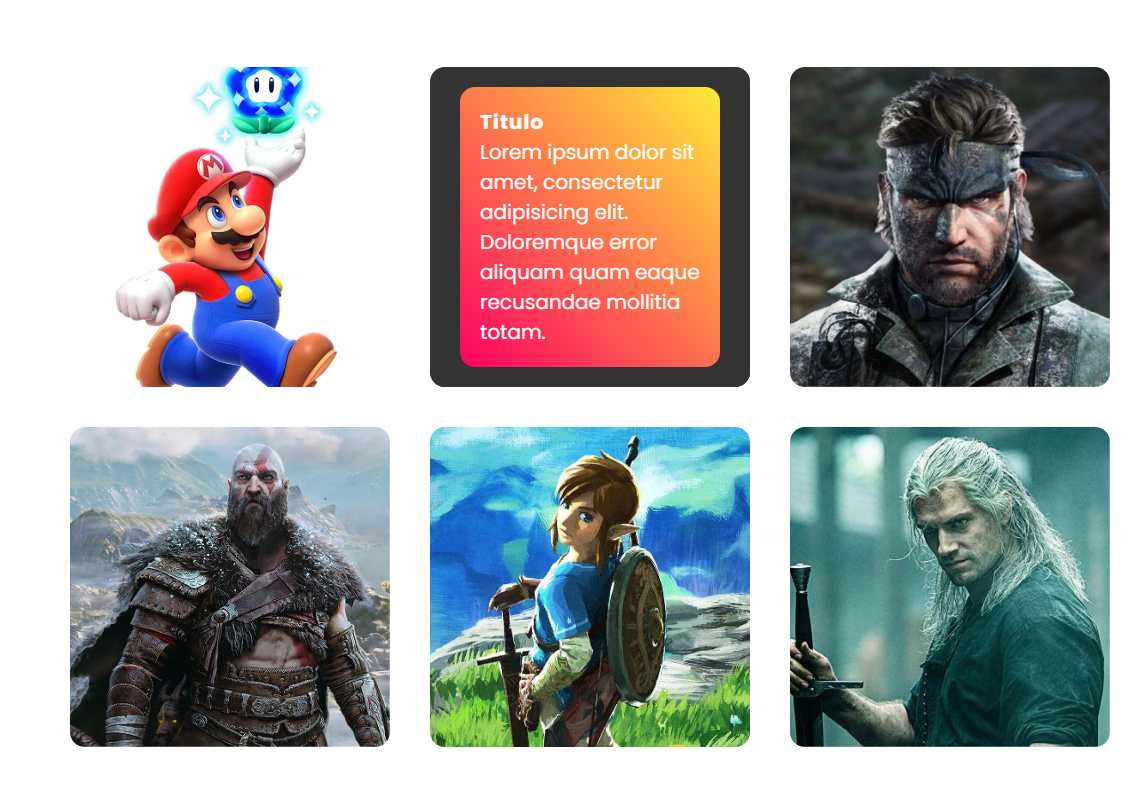 M
Titulo
Lorem ipsum dolor sit
amet, consectetur
adipisicing elit.
Doloremque error
aliquam quam eaque
recusandae mollitia
totam.